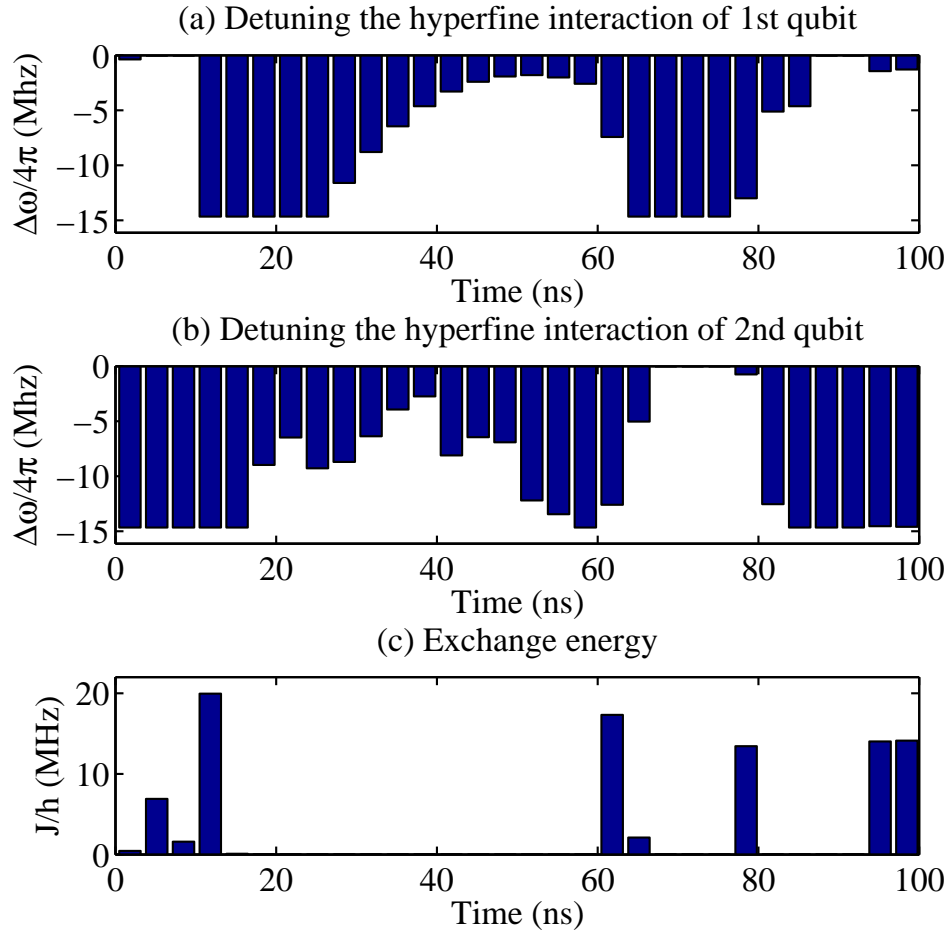 (a) Detuning the hyperfine interaction of 1st qubit
0
−5
−10
−15
Δω/4π (Mhz)
0 20 40 60 80 100
Time (ns)
(b) Detuning the hyperfine interaction of 2nd qubit
0
−5
−10
−15
Δω/4π (Mhz)
0 20 40 60 80 100
Time (ns)
(c) Exchange energy
20
10
0
J/h (MHz)
0 20 40 60 80 100
Time (ns)